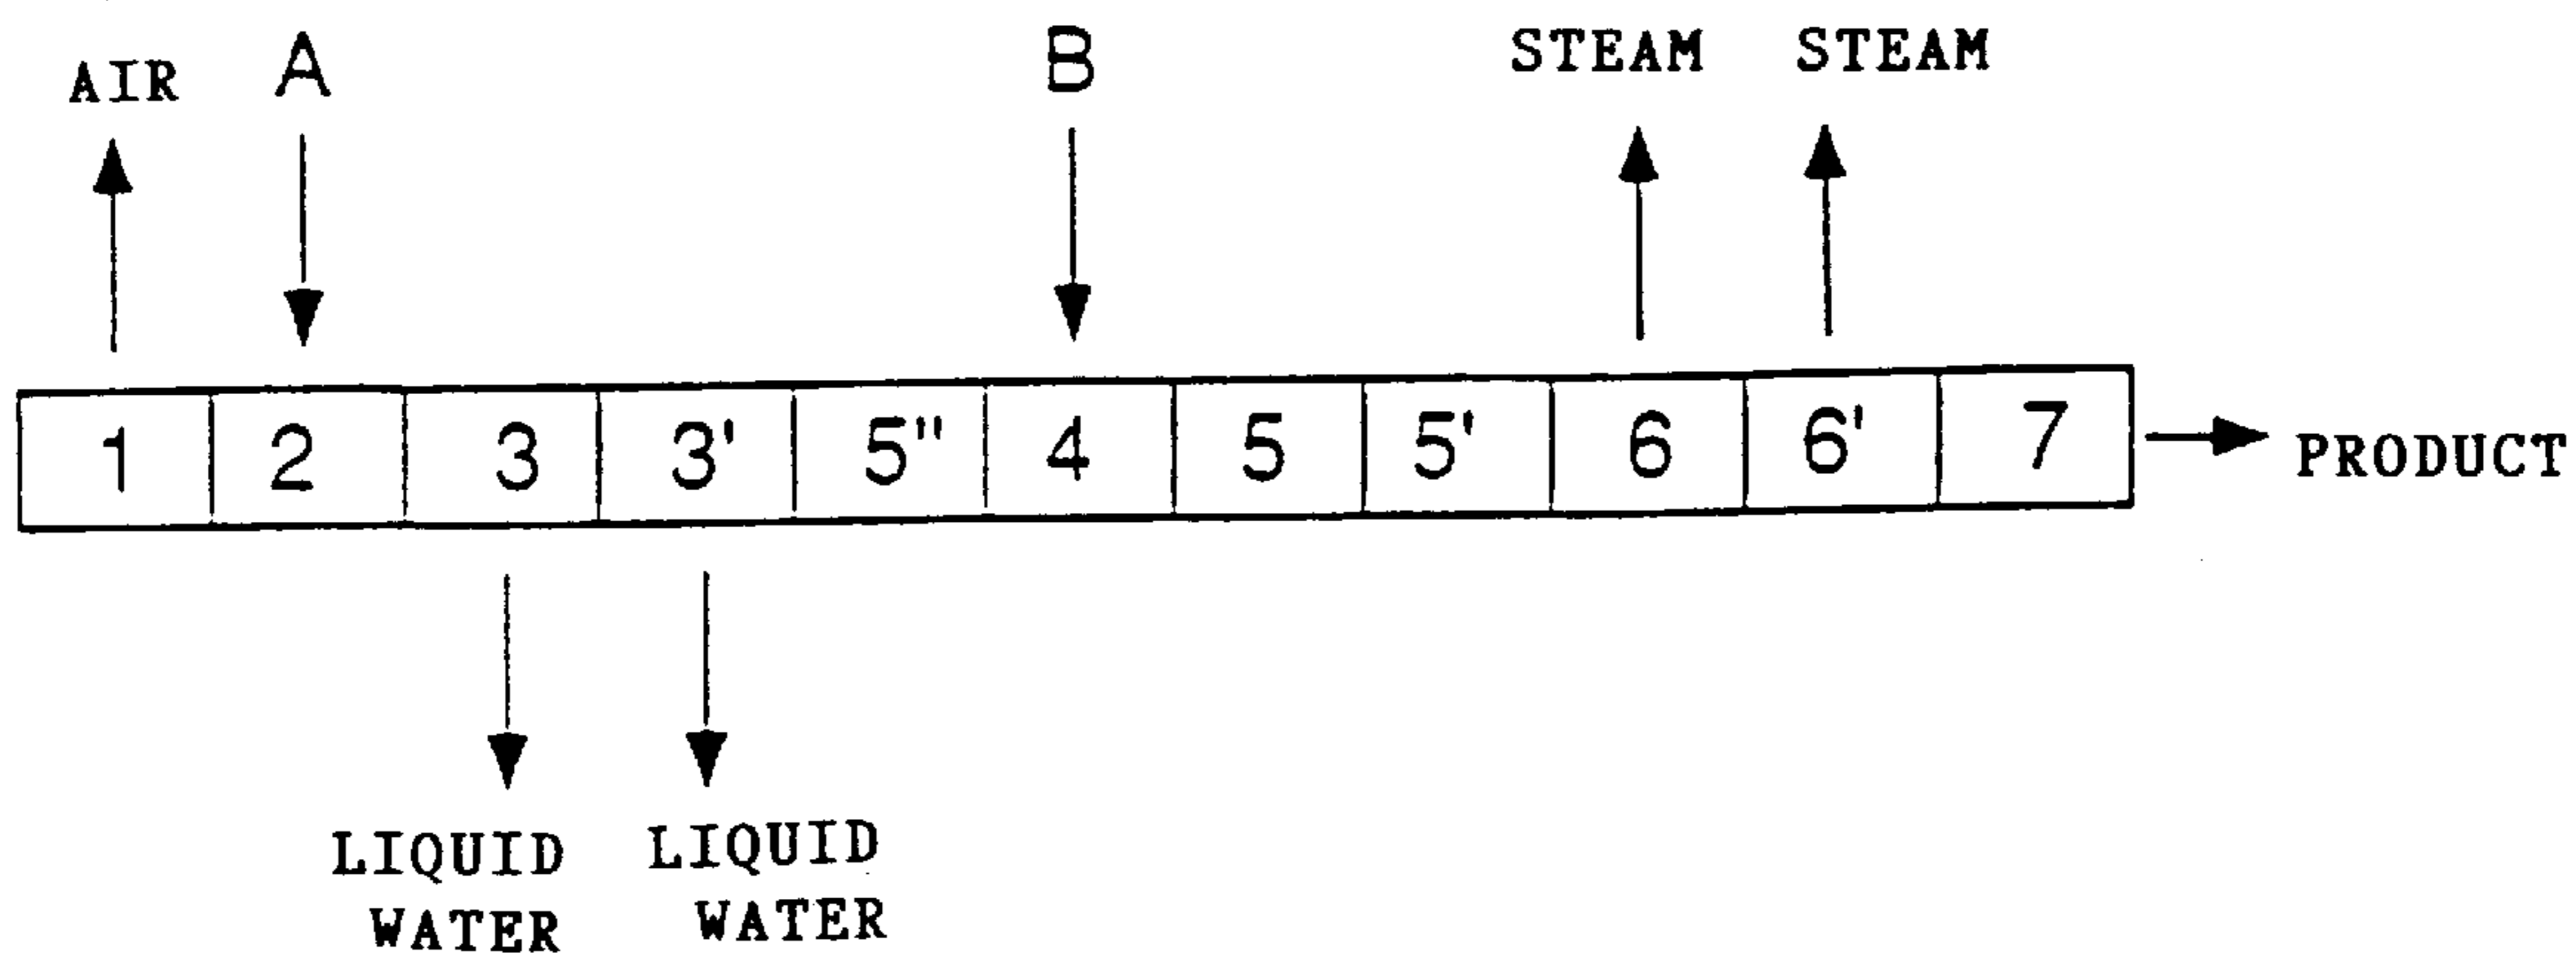 AIR A B STEAM STEAM
1 2 3 3' 5" 4 5 5' 6 6' 7 PRODUCT
LIQUID LIQUID
WATER WATER